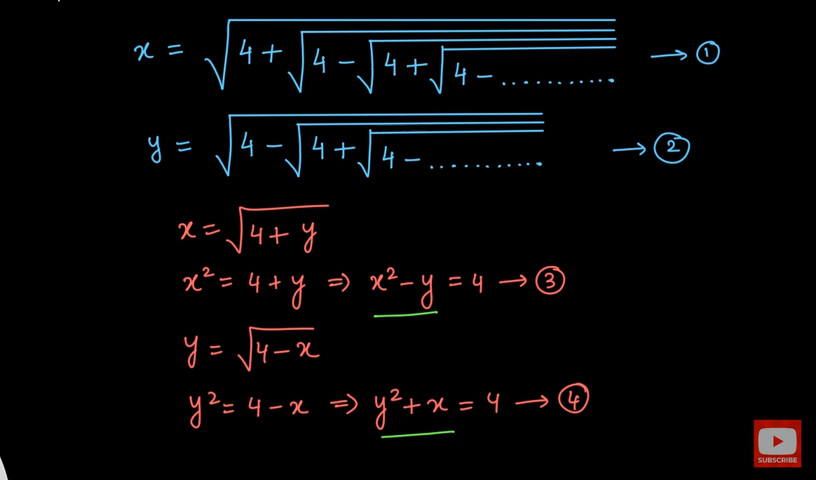 x = √(4 + √(4 − √(4 + √(4 − ............ → ①
y = √(4 − √(4 + √(4 − ............ → ②
x = √(4 + y)
x² = 4 + y ⇒ x² − y = 4 → ③
y = √(4 − x)
y² = 4 − x ⇒ y² + x = 4 → ④
SUBSCRIBE